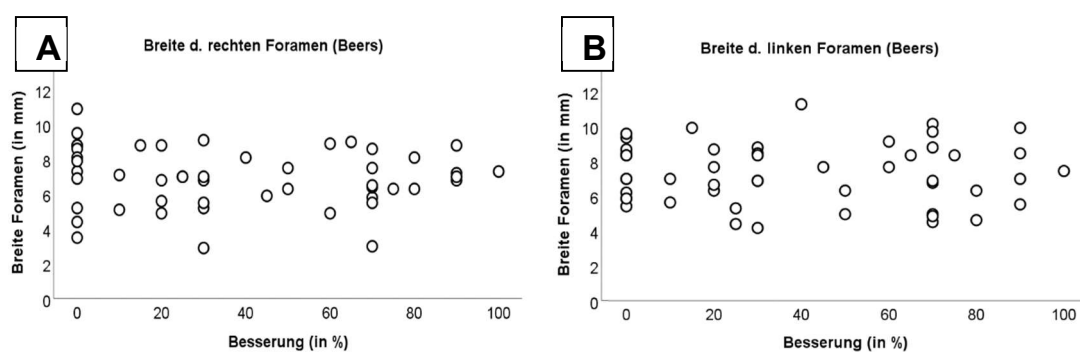 A
Breite d. rechten Foramen (Beers)
Breite Foramen (in mm)
12
10
8
6
4
2
0
0 20 40 60 80 100
Besserung (in %)
B
Breite d. linken Foramen (Beers)
Breite Foramen (in mm)
12
10
8
6
4
2
0
0 20 40 60 80 100
Besserung (in %)